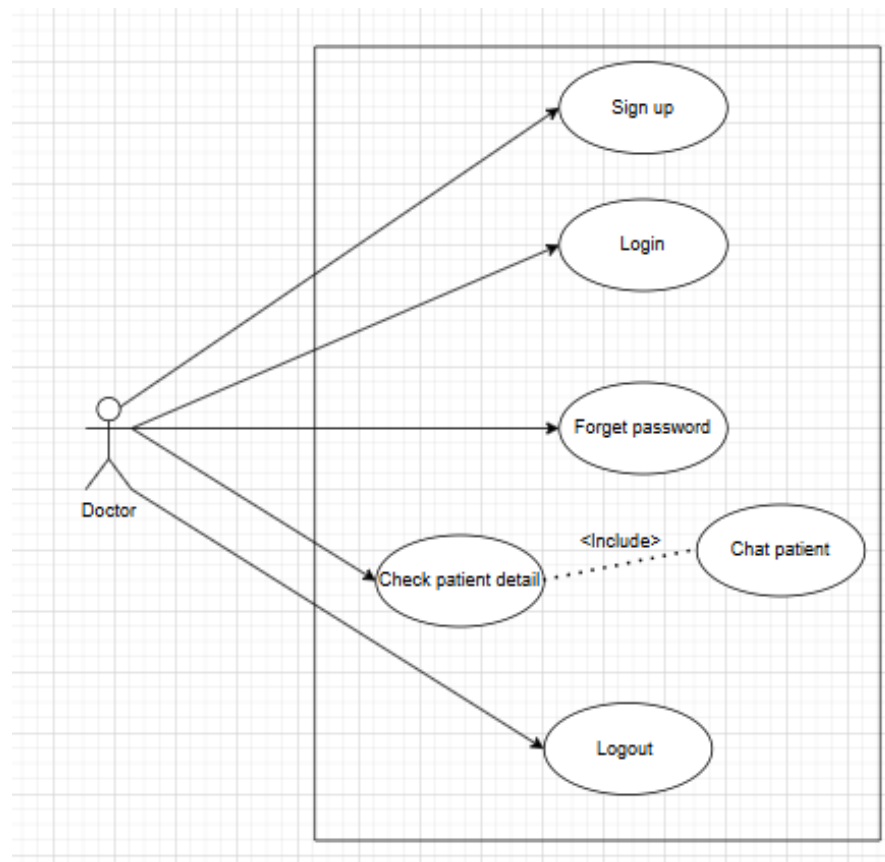 Sign up
Login
Forget password
Doctor
<Include>
Chat patient
Check patient detail
Logout